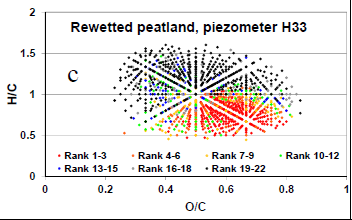 Rewetted peatland, piezometer H33
2
1.5
H/C
C
1
0.5
0
0 0.2 0.4 0.6 0.8 1
Rank 1-3 Rank 4-6 Rank 7-9 Rank 10-12
Rank 13-15 Rank 16-18 Rank 19-22
O/C